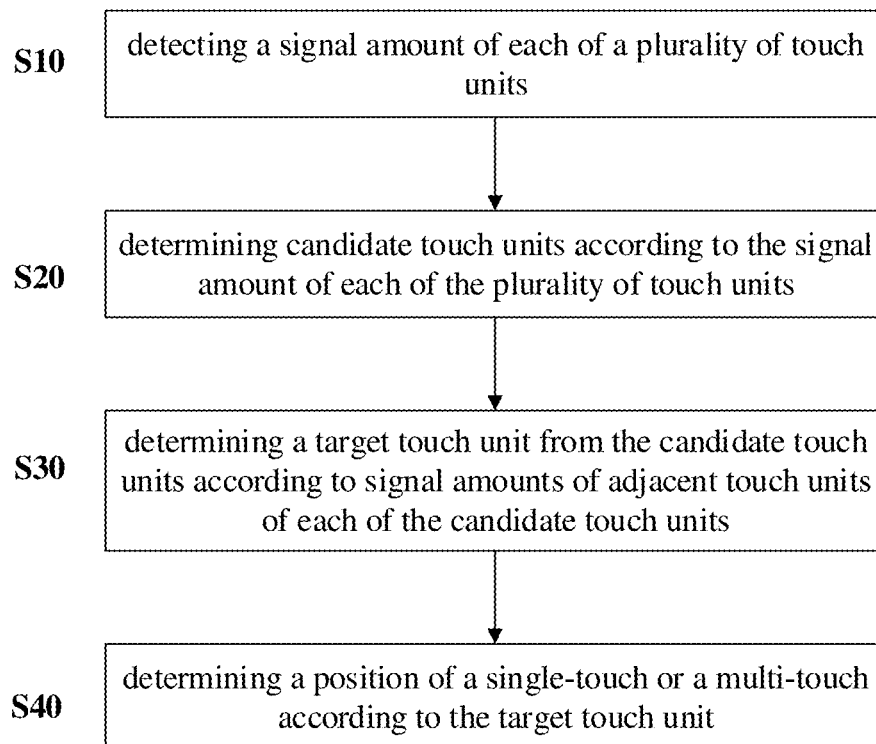 S10
detecting a signal amount of each of a plurality of touch
units
S20
determining candidate touch units according to the signal
amount of each of the plurality of touch units
S30
determining a target touch unit from the candidate touch
units according to signal amounts of adjacent touch units
of each of the candidate touch units
S40
determining a position of a single-touch or a multi-touch
according to the target touch unit